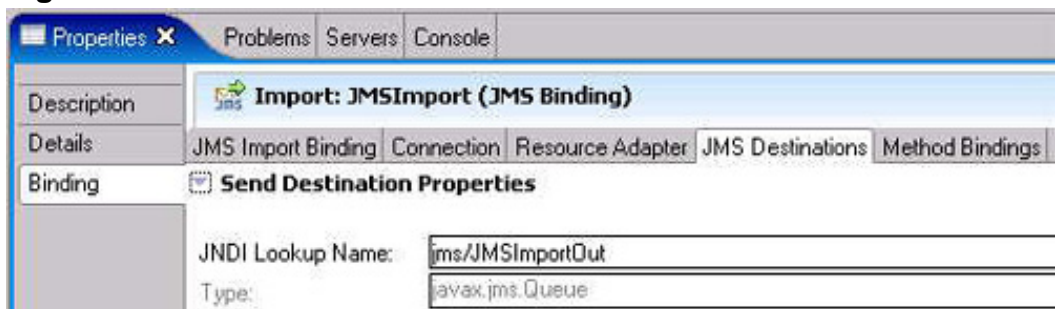 Properties Problems Servers Console
Description
Import: JMSImport (JMS Binding)
Details
JMS Import Binding Connection Resource Adapter JMS Destinations Method Bindings
Binding
Send Destination Properties
JNDI Lookup Name: jms/JMSImportOut
Type: javax.jms.Queue